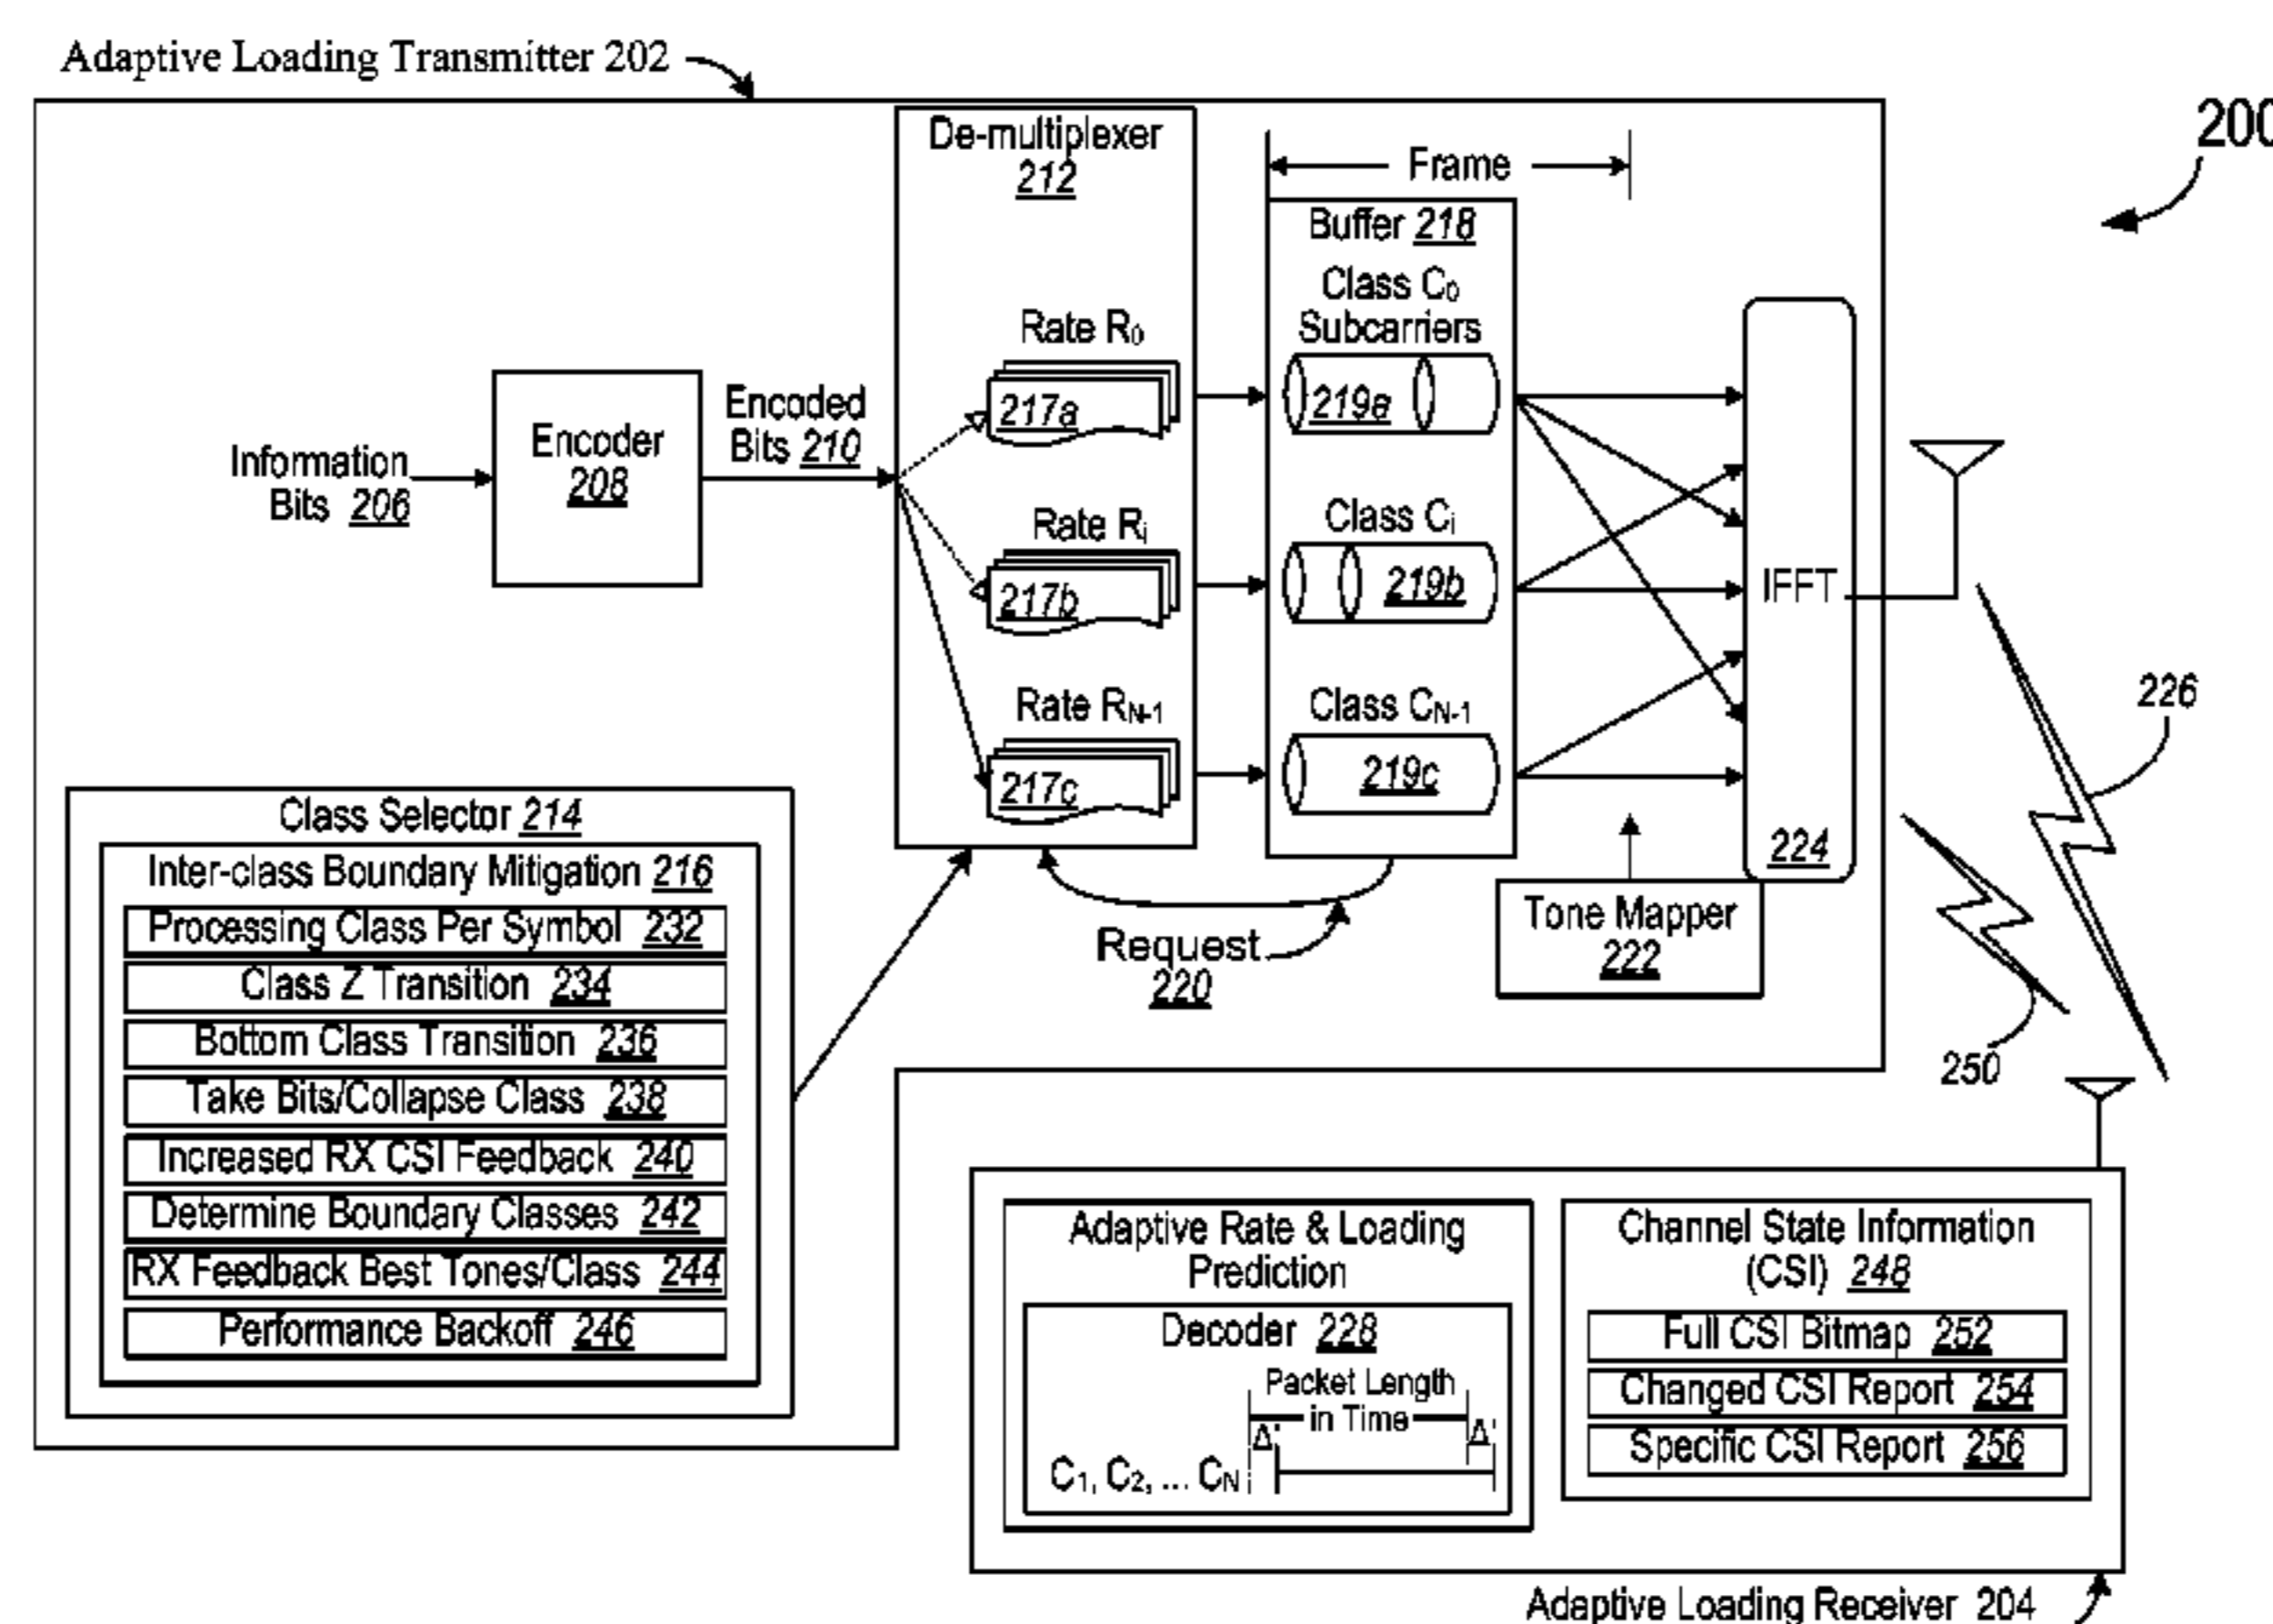 Adaptive Loading Transmitter 202
200
De-multiplexer
212
Frame
Buffer 218
Class C0
Subcarriers
Rate R0
217a
219a
Encoded
Bits 210
Encoder
208
Information
Bits 206
Rate Ri
217b
Class Ci
219b
IFFT
Rate RN-1
217c
Class CN-1
219c
224
226
Class Selector 214
Inter-class Boundary Mitigation 216
Processing Class Per Symbol 232
Class Z Transition 234
Bottom Class Transition 236
Take Bits/Collapse Class 238
Increased RX CSI Feedback 240
Determine Boundary Classes 242
RX Feedback Best Tones/Class 244
Performance Backoff 246
Request
220
Tone Mapper
222
250
Adaptive Rate & Loading
Prediction
Decoder 228
Packet Length
in Time
Δ
Δ
C1, C2, ... CN
Channel State Information
(CSI) 248
Full CSI Bitmap 252
Changed CSI Report 254
Specific CSI Report 256
Adaptive Loading Receiver 204